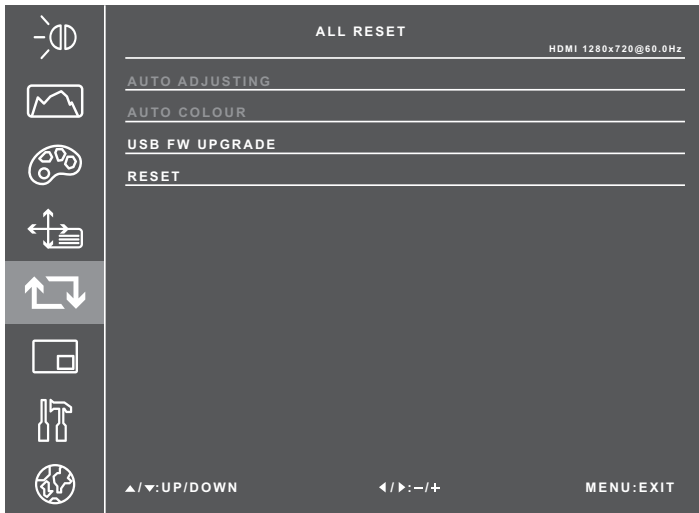 ALL RESET
HDMI 1280x720@60.0Hz
AUTO ADJUSTING
AUTO COLOUR
USB FW UPGRADE
RESET
▲/▼:UP/DOWN ◀/▶:−/+ MENU:EXIT